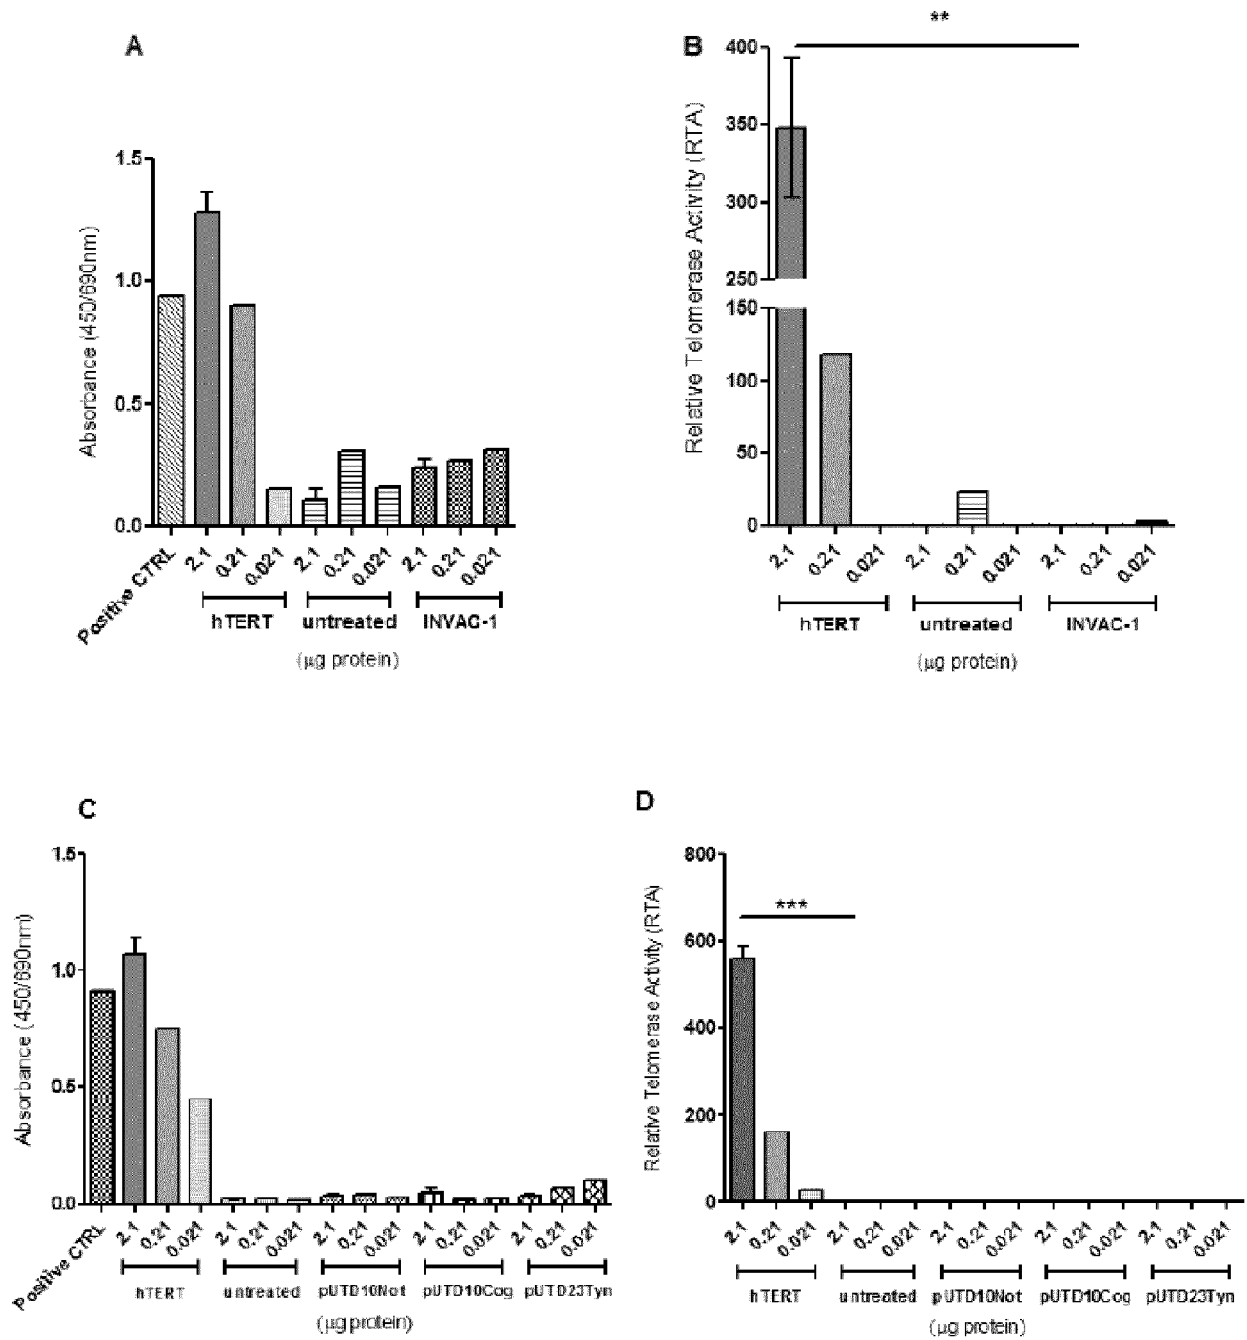 A
Absorbance (450/690nm)
1.5
1.0
0.5
0.0
Positive CTRL 2.1 0.21 0.021 2.1 0.21 0.021 2.1 0.21 0.021
hTERT untreated INVAC-1
(µg protein)
B
**
Relative Telomerase Activity (RTA)
400
350
300
250
150
100
50
0
2.1 0.21 0.021 2.1 0.21 0.021 2.1 0.21 0.021
hTERT untreated INVAC-1
(µg protein)
C
Absorbance (450/690nm)
1.5
1.0
0.5
0.0
Positive CTRL 2.1 0.21 0.021 2.1 0.21 0.021 2.1 0.21 0.021 2.1 0.21 0.021 2.1 0.21 0.021
hTERT untreated pUTD10Not pUTD10Cog pUTD23Tyn
(µg protein)
D
***
Relative Telomerase Activity (RTA)
800
600
400
200
0
2.1 0.21 0.021 2.1 0.21 0.021 2.1 0.21 0.021 2.1 0.21 0.021 2.1 0.21 0.021
hTERT untreated pUTD10Not pUTD10Cog pUTD23Tyn
(µg protein)